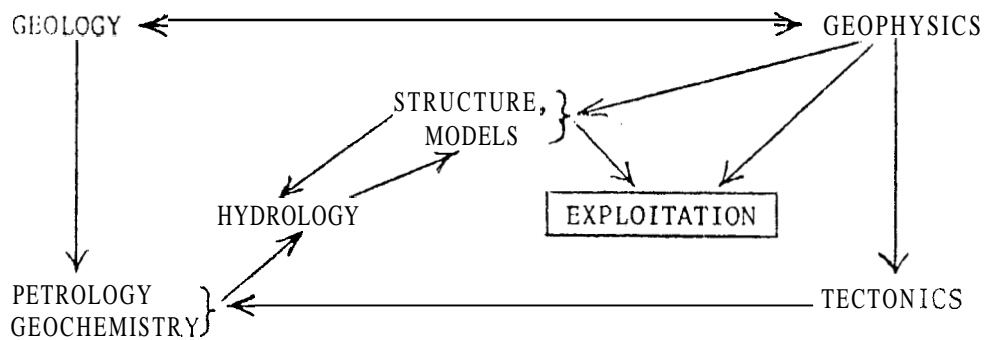 GEOLOGY
GEOPHYSICS
STRUCTURE,
MODELS
HYDROLOGY
EXPLOITATION
PETROLOGY
GEOCHEMISTRY
TECTONICS